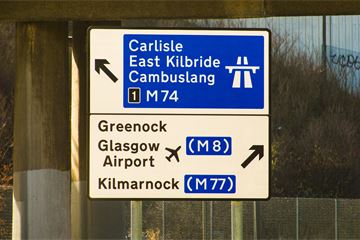 Carlisle
East Kilbride
Cambuslang
1 M74
Greenock
Glasgow (M8)
Airport
Kilmarnock (M77)